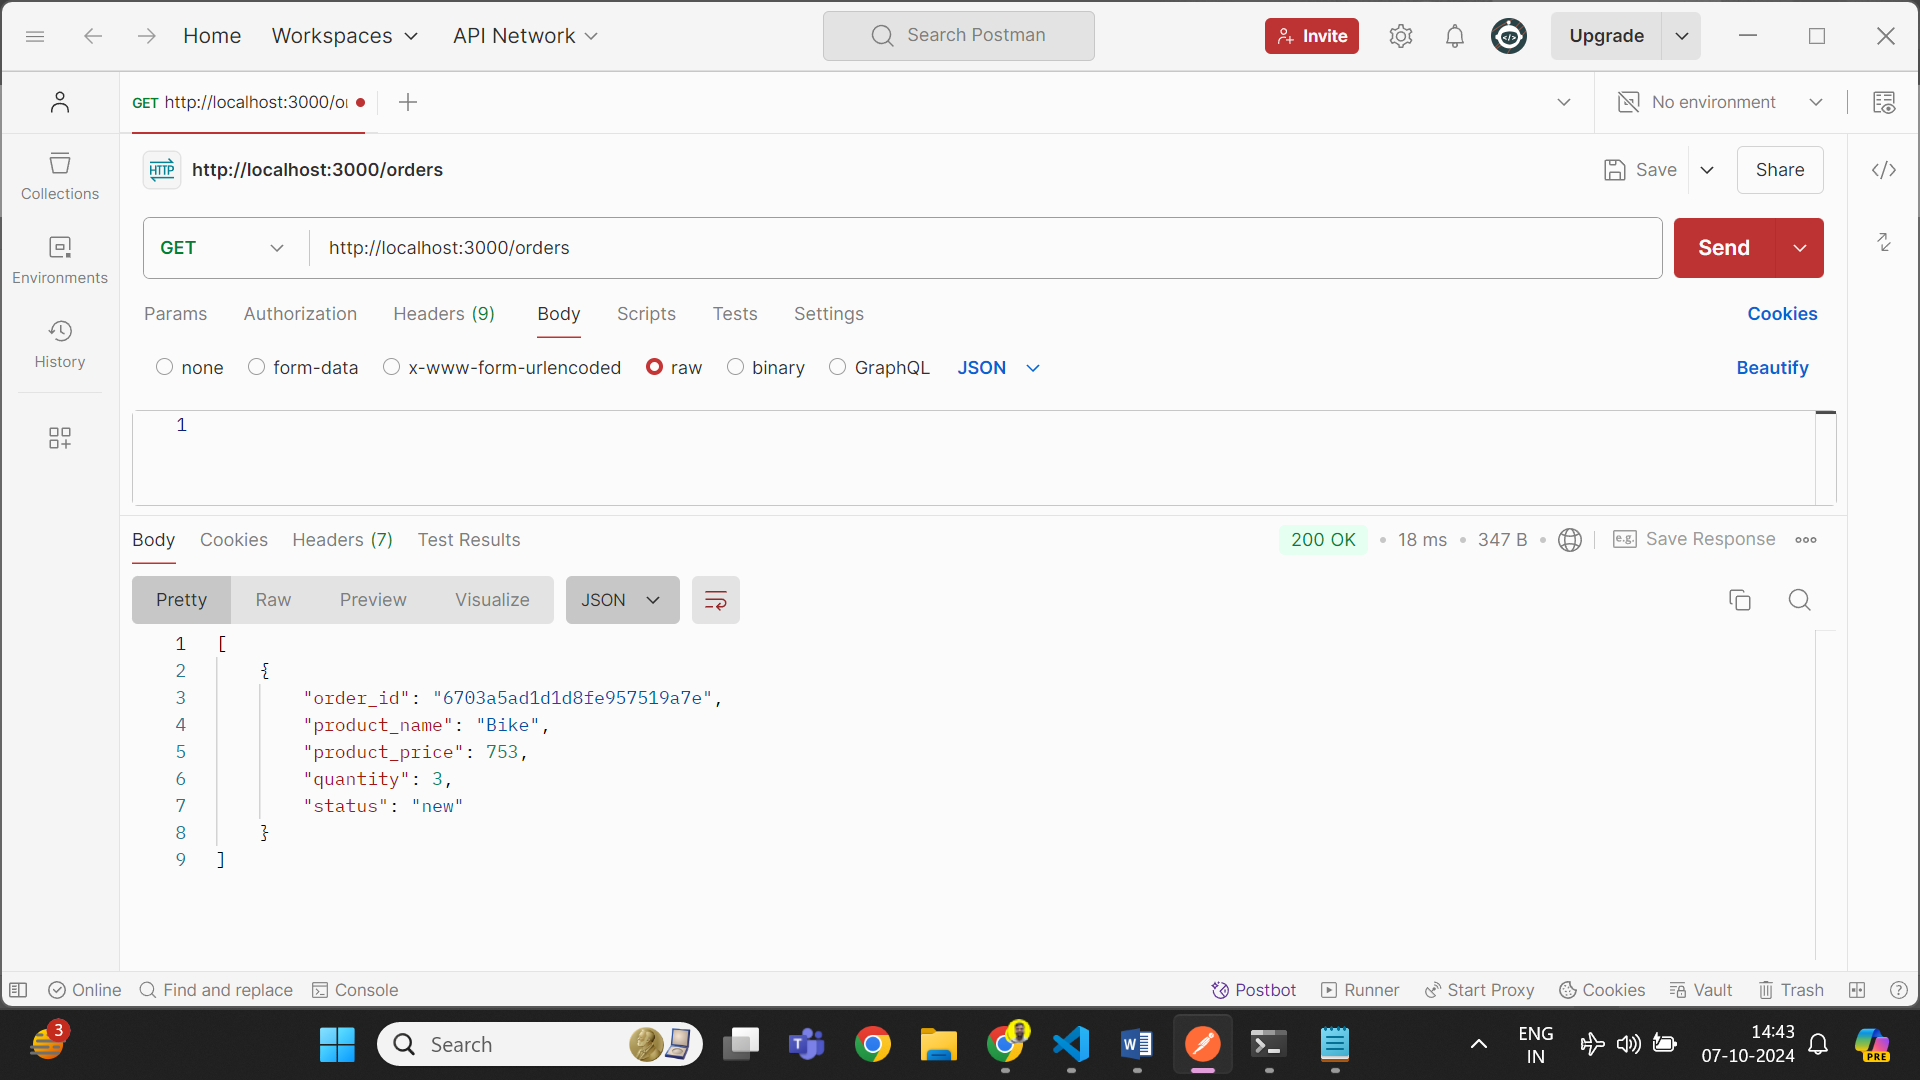 Home Workspaces API Network Search Postman Invite Upgrade
GET http://localhost:3000/o No environment
HTTP http://localhost:3000/orders Save Share
Collections
GET http://localhost:3000/orders Send
Environments
Params Authorization Headers (9) Body Scripts Tests Settings Cookies
History
none form-data x-www-form-urlencoded raw binary GraphQL JSON Beautify
1
Body Cookies Headers (7) Test Results 200 OK • 18 ms • 347 B • e.g. Save Response
Pretty Raw Preview Visualize JSON
1 [
2 {
3 "order_id": "6703a5ad1d1d8fe957519a7e",
4 "product_name": "Bike",
5 "product_price": 753,
6 "quantity": 3,
7 "status": "new"
8 }
9 ]
Online Find and replace Console Postbot Runner Start Proxy Cookies Vault Trash
3 Search ENG 14:43
IN 07-10-2024 PRE